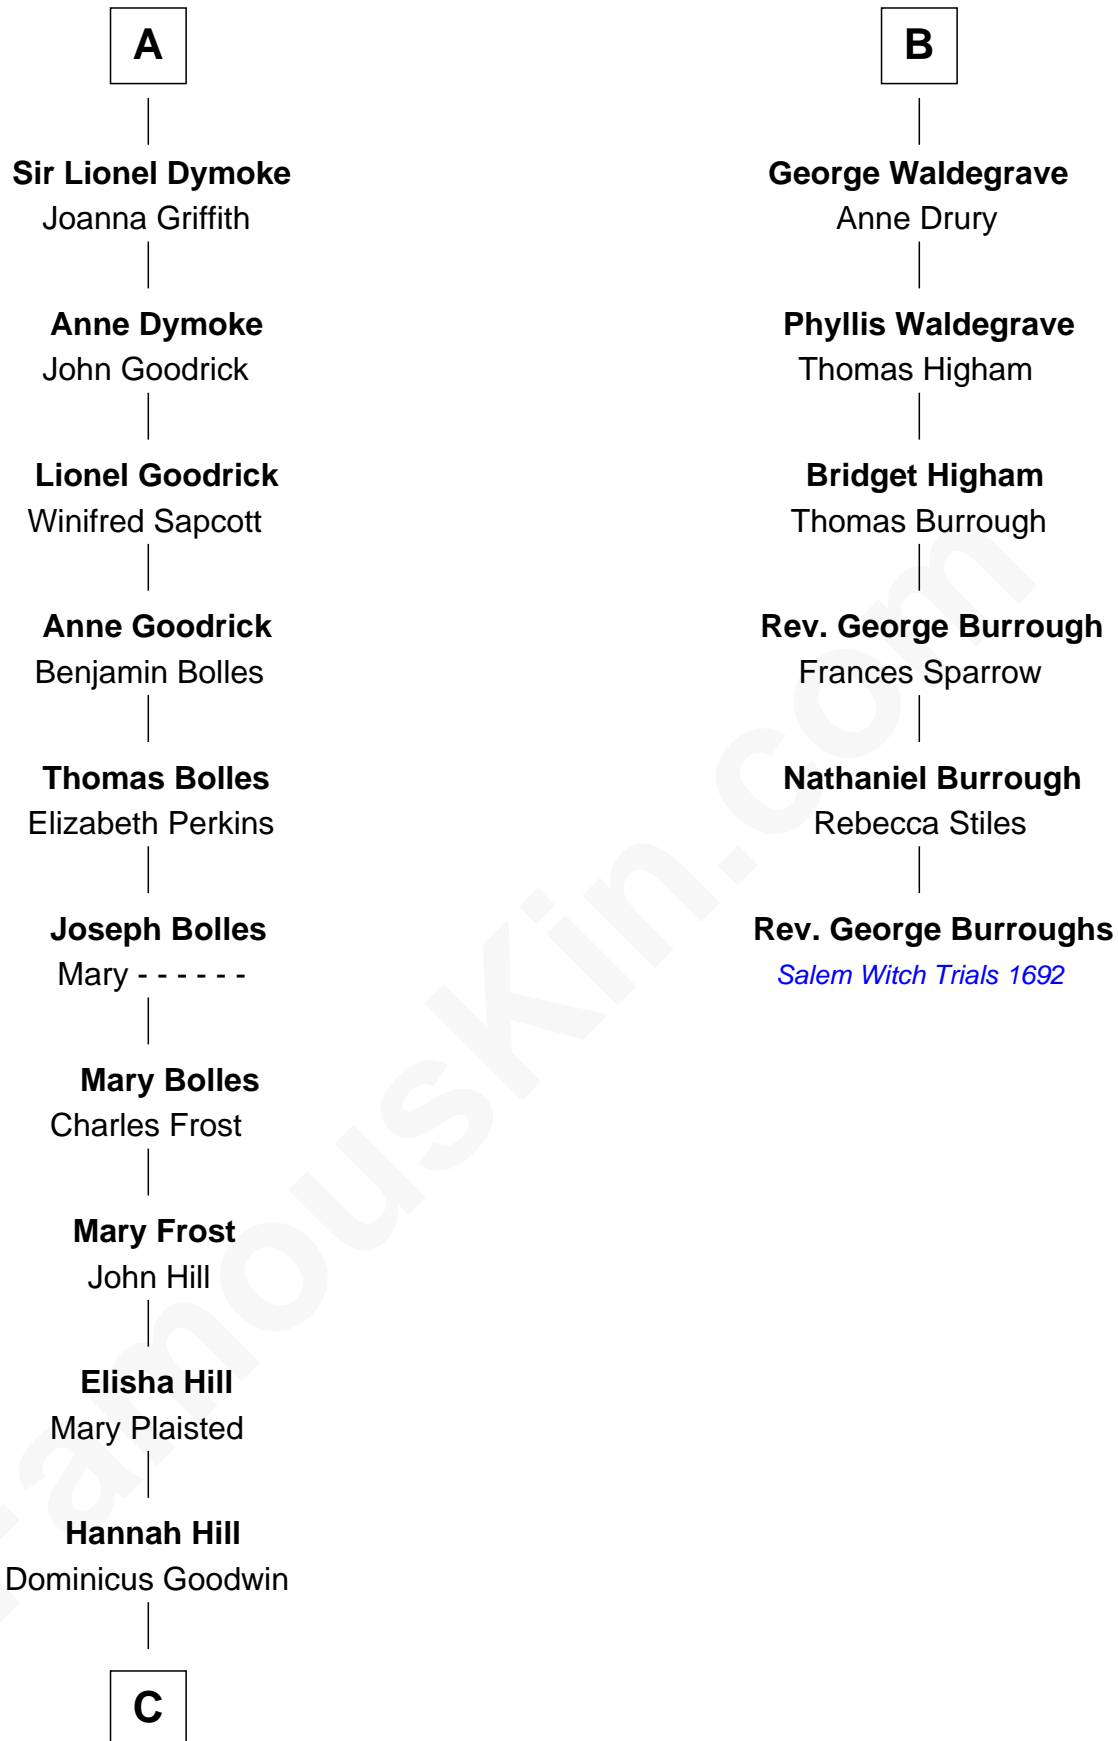 A
Sir Lionel Dymoke
Joanna Griffith
Anne Dymoke
John Goodrick
Lionel Goodrick
Winifred Sapcott
Anne Goodrick
Benjamin Bolles
Thomas Bolles
Elizabeth Perkins
Joseph Bolles
Mary - - - - - -
Mary Bolles
Charles Frost
Mary Frost
John Hill
Elisha Hill
Mary Plaisted
Hannah Hill
Dominicus Goodwin
C
B
George Waldegrave
Anne Drury
Phyllis Waldegrave
Thomas Higham
Bridget Higham
Thomas Burrough
Rev. George Burrough
Frances Sparrow
Nathaniel Burrough
Rebecca Stiles
Rev. George Burroughs
Salem Witch Trials 1692
FamousKin.com